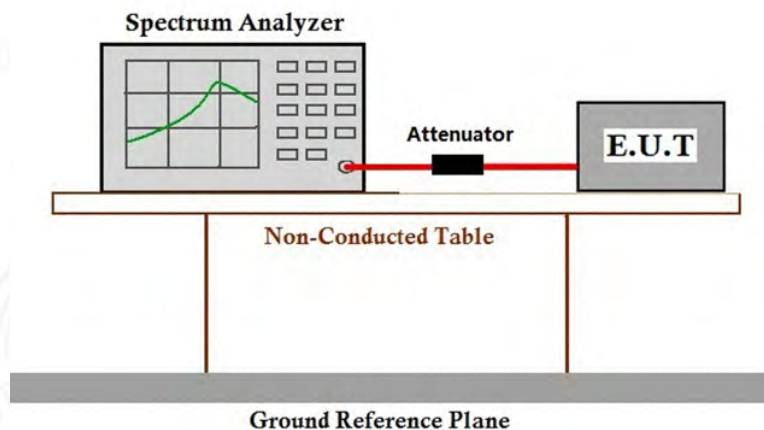 Spectrum Analyzer
Attenuator
E.U.T
Non-Conducted Table
Ground Reference Plane